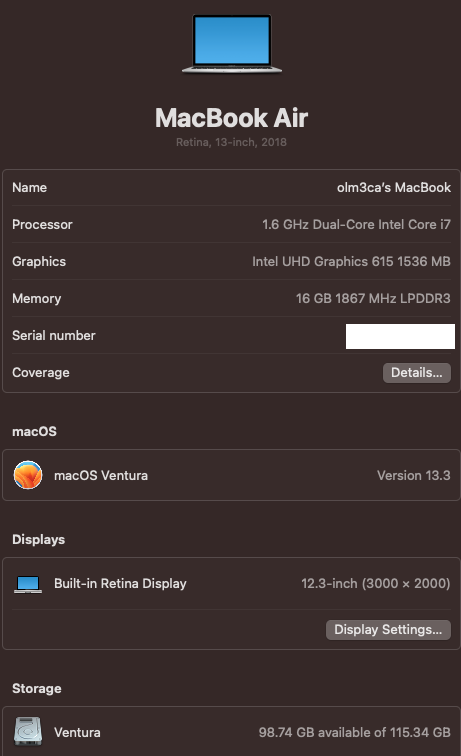 MacBook Air
Retina, 13-inch, 2018
Name olm3ca's MacBook
Processor 1.6 GHz Dual-Core Intel Core i7
Graphics Intel UHD Graphics 615 1536 MB
Memory 16 GB 1867 MHz LPDDR3
Serial number
Coverage Details...
macOS
macOS Ventura Version 13.3
Displays
Built-in Retina Display 12.3-inch (3000 × 2000)
Display Settings...
Storage
Ventura 98.74 GB available of 115.34 GB